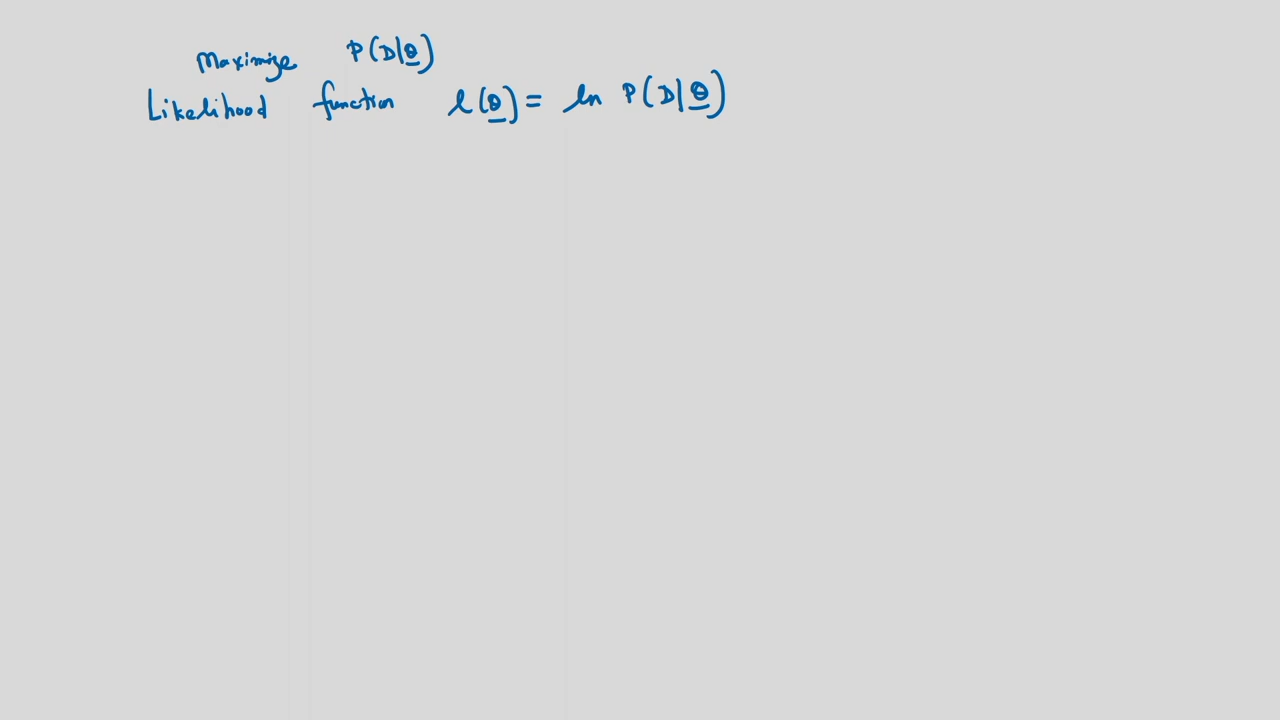 Maximize P(D|θ)
Likelihood function l(θ) = ln P(D|θ)